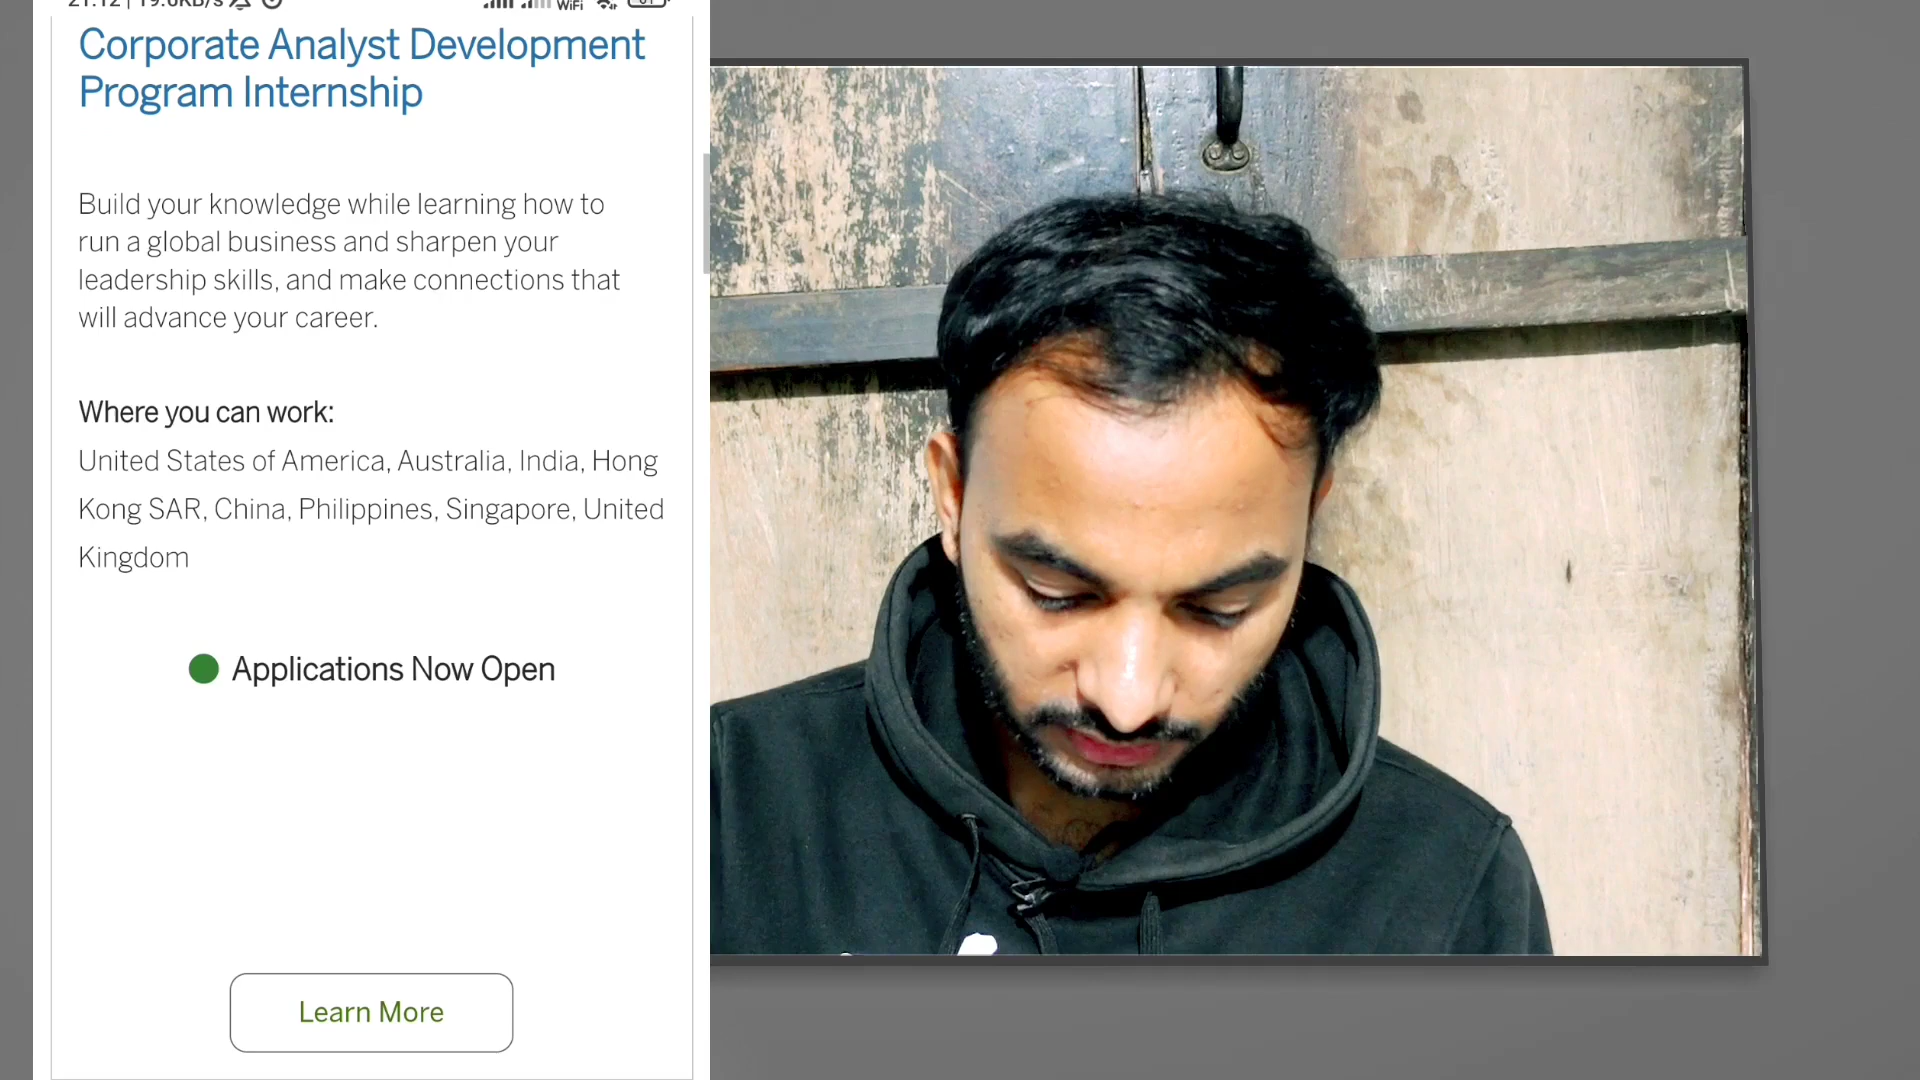 Corporate Analyst Development
Program Internship
Build your knowledge while learning how to
run a global business and sharpen your
leadership skills, and make connections that
will advance your career.
Where you can work:
United States of America, Australia, India, Hong
Kong SAR, China, Philippines, Singapore, United
Kingdom
Applications Now Open
Learn More